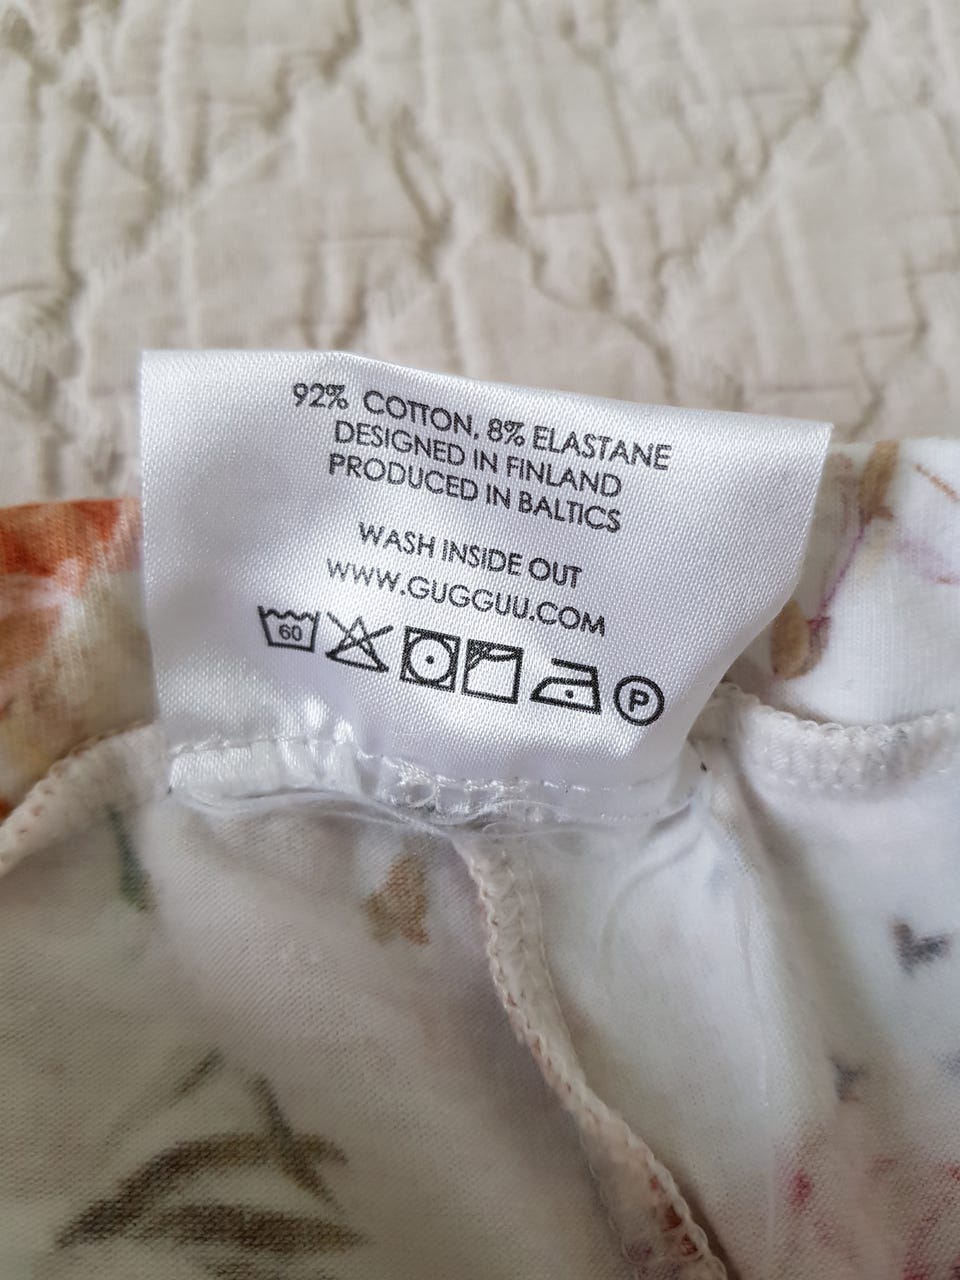 92% COTTON, 8% ELASTANE
DESIGNED IN FINLAND
PRODUCED IN BALTICS
WASH INSIDE OUT
WWW.GUGGUU.COM
60 P